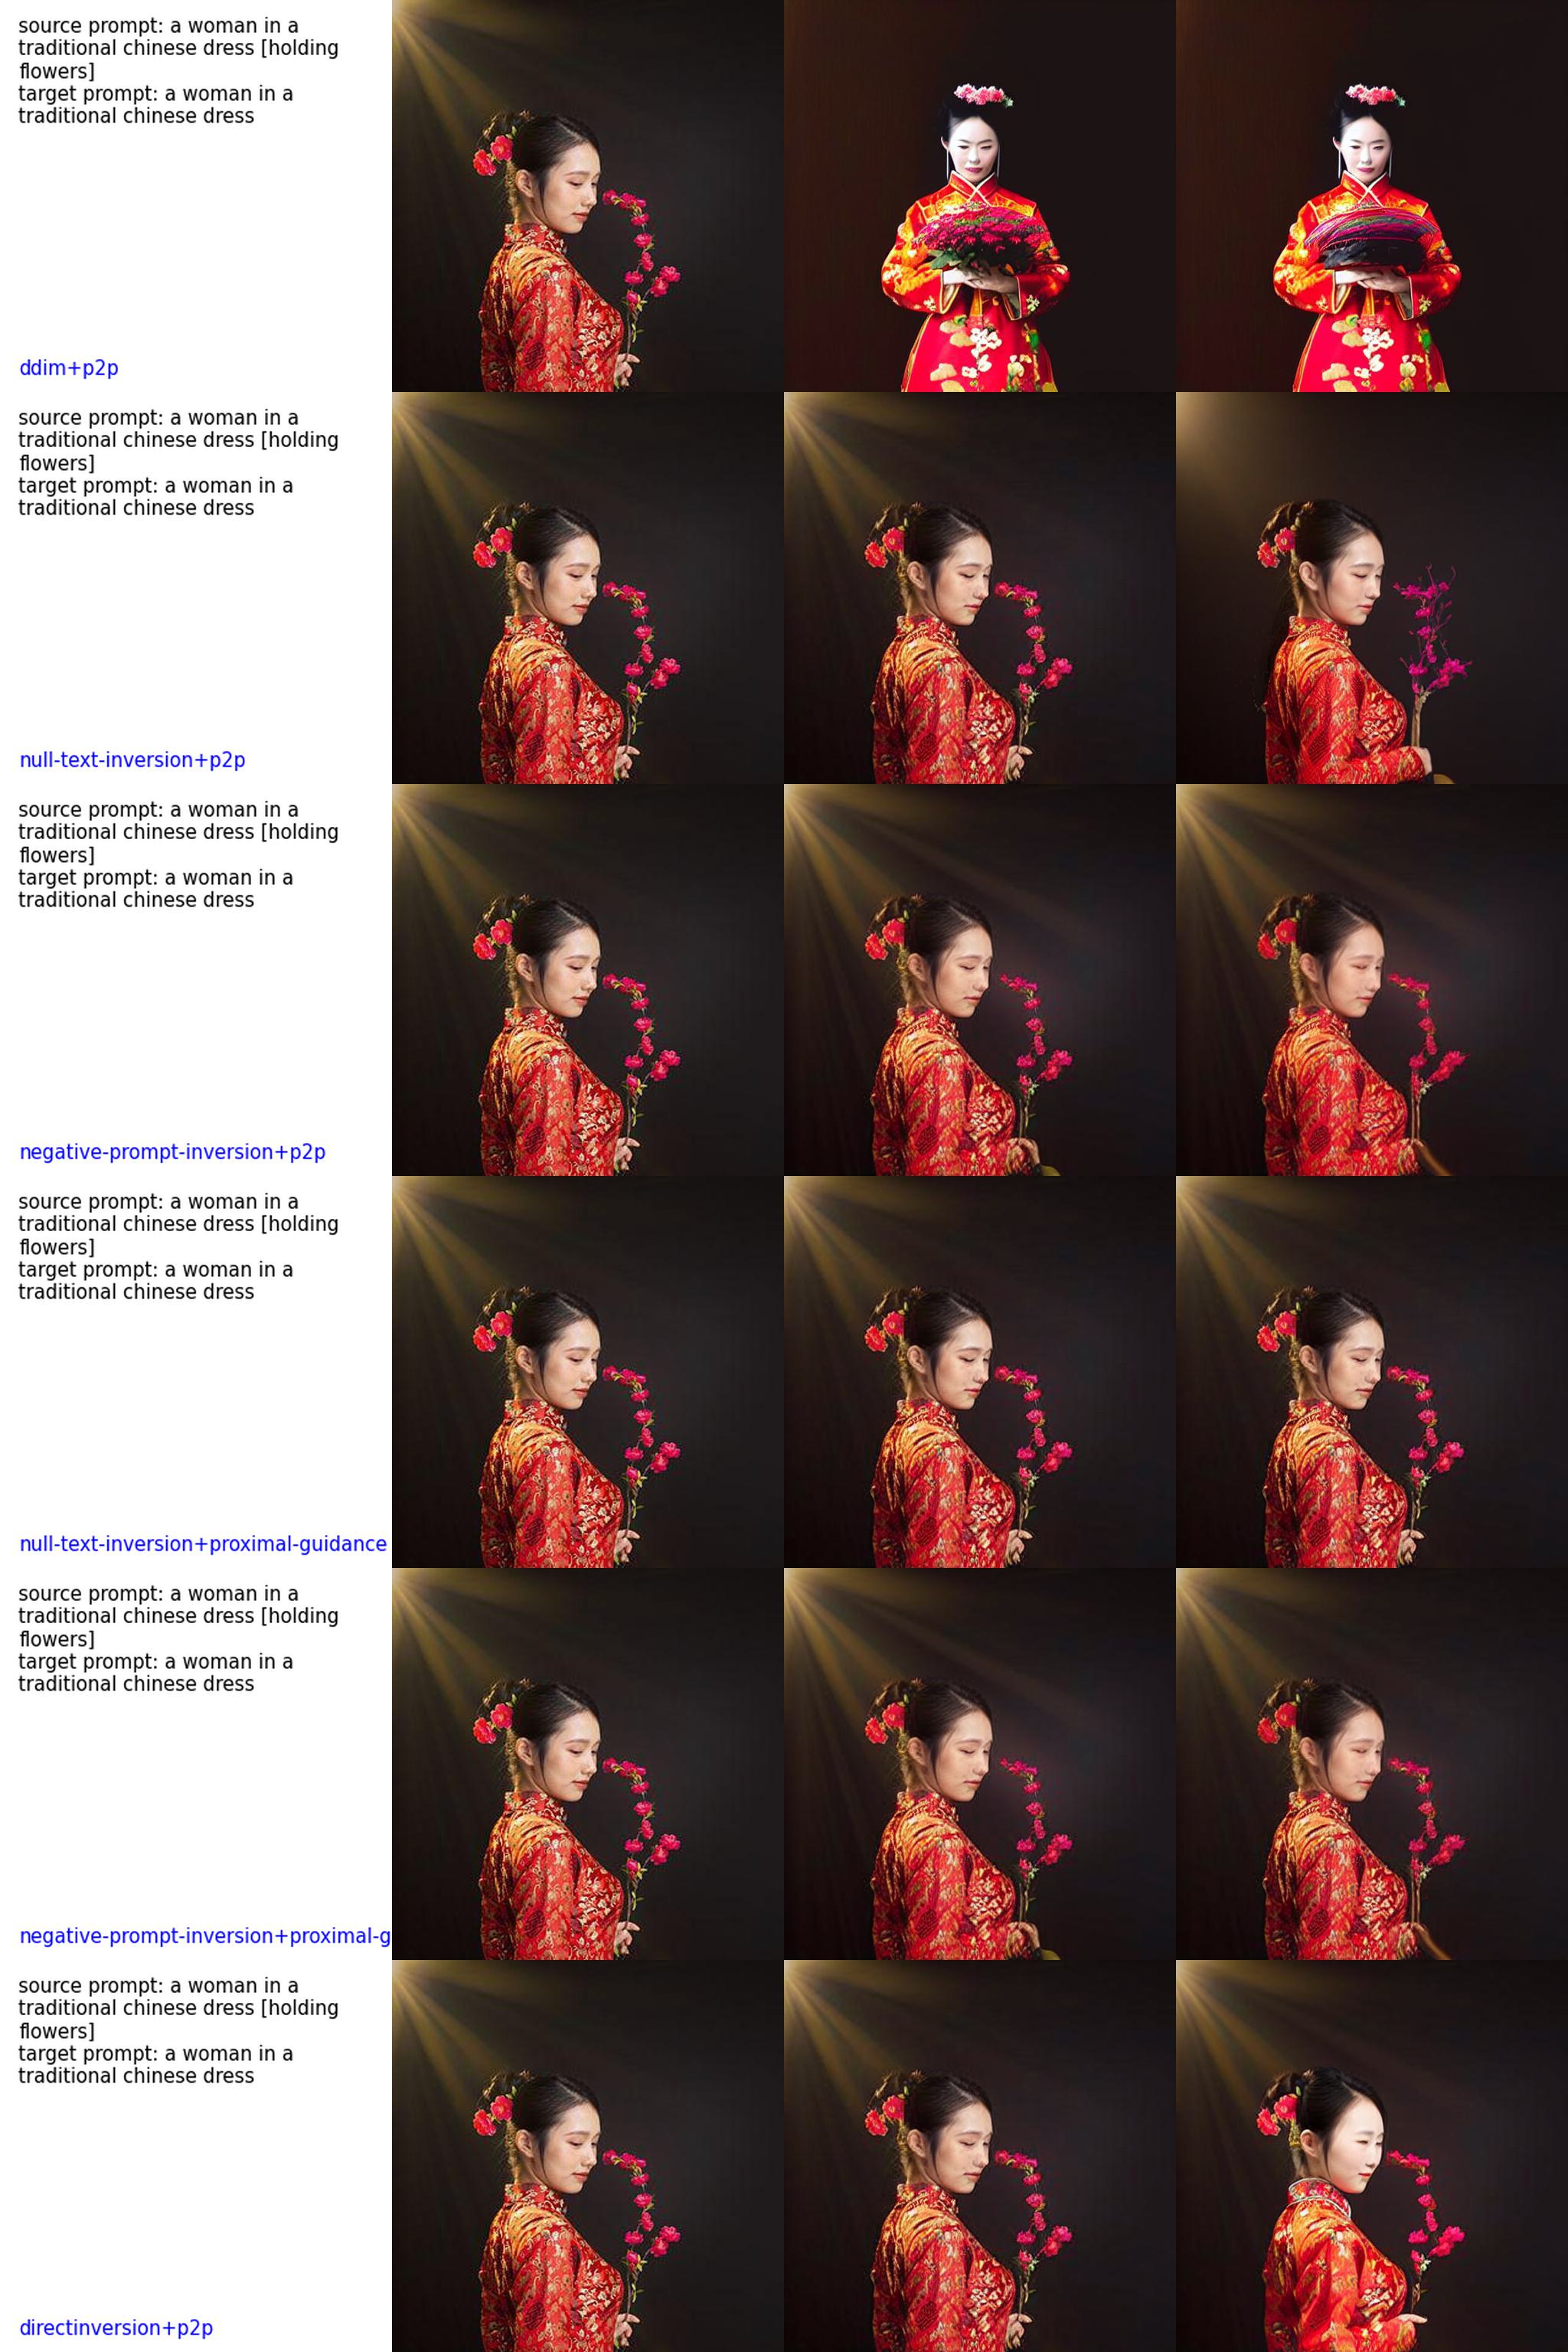 source prompt: a woman in a
traditional chinese dress [holding
flowers]
target prompt: a woman in a
traditional chinese dress
ddim+p2p
source prompt: a woman in a
traditional chinese dress [holding
flowers]
target prompt: a woman in a
traditional chinese dress
null-text-inversion+p2p
source prompt: a woman in a
traditional chinese dress [holding
flowers]
target prompt: a woman in a
traditional chinese dress
negative-prompt-inversion+p2p
source prompt: a woman in a
traditional chinese dress [holding
flowers]
target prompt: a woman in a
traditional chinese dress
null-text-inversion+proximal-guidance
source prompt: a woman in a
traditional chinese dress [holding
flowers]
target prompt: a woman in a
traditional chinese dress
negative-prompt-inversion+proximal-g
source prompt: a woman in a
traditional chinese dress [holding
flowers]
target prompt: a woman in a
traditional chinese dress
directinversion+p2p